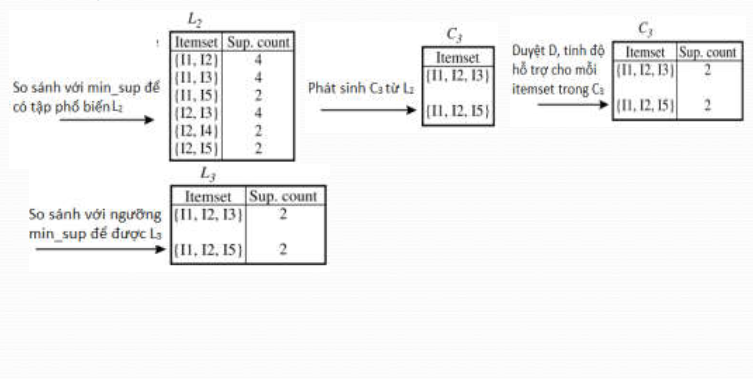 L2
Itemset Sup. count
So sánh với min_sup để
có tập phổ biến L2
{I1, I2} 4
{I1, I3} 4
{I1, I5} 2
{I2, I3} 4
{I2, I4} 2
{I2, I5} 2
Phát sinh C3 từ L2
C3
Itemset
{I1, I2, I3}
{I1, I2, I5}
Duyệt D, tính độ
hỗ trợ cho mỗi
itemset trong C3
C3
Itemset Sup. count
{I1, I2, I3} 2
{I1, I2, I5} 2
So sánh với ngưỡng
min_sup để được L3
L3
Itemset Sup. count
{I1, I2, I3} 2
{I1, I2, I5} 2